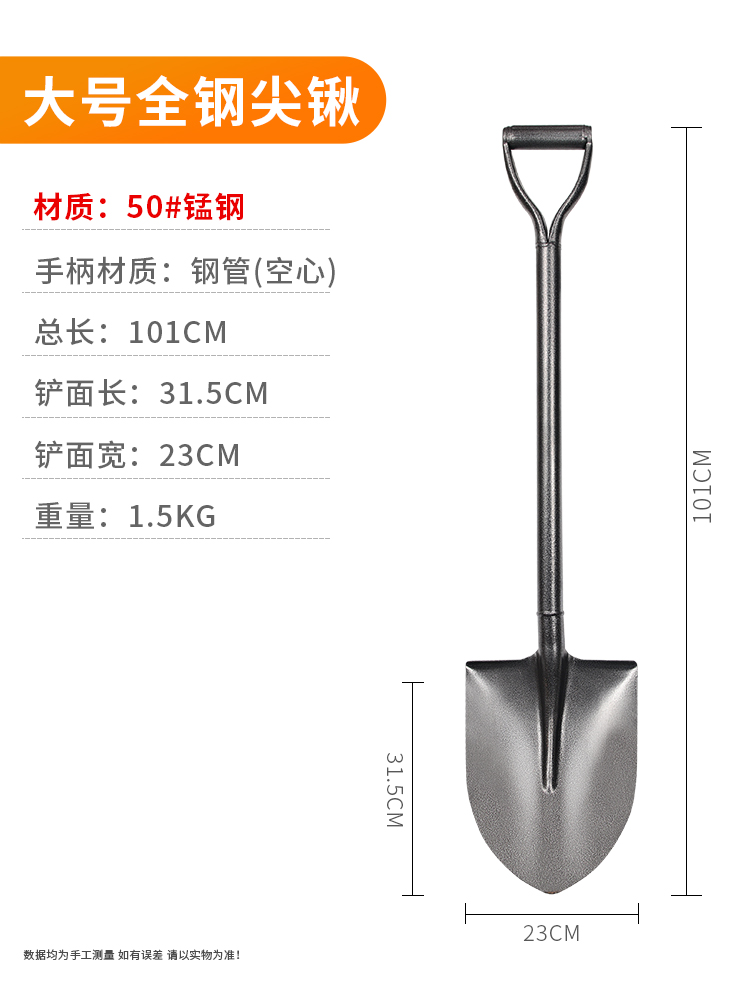 大号全钢尖锹
材质：50#锰钢
手柄材质：钢管(空心)
总长：101CM
铲面长：31.5CM
铲面宽：23CM
重量：1.5KG
101CM
31.5CM
23CM
数据均为手工测量 如有误差 请以实物为准！